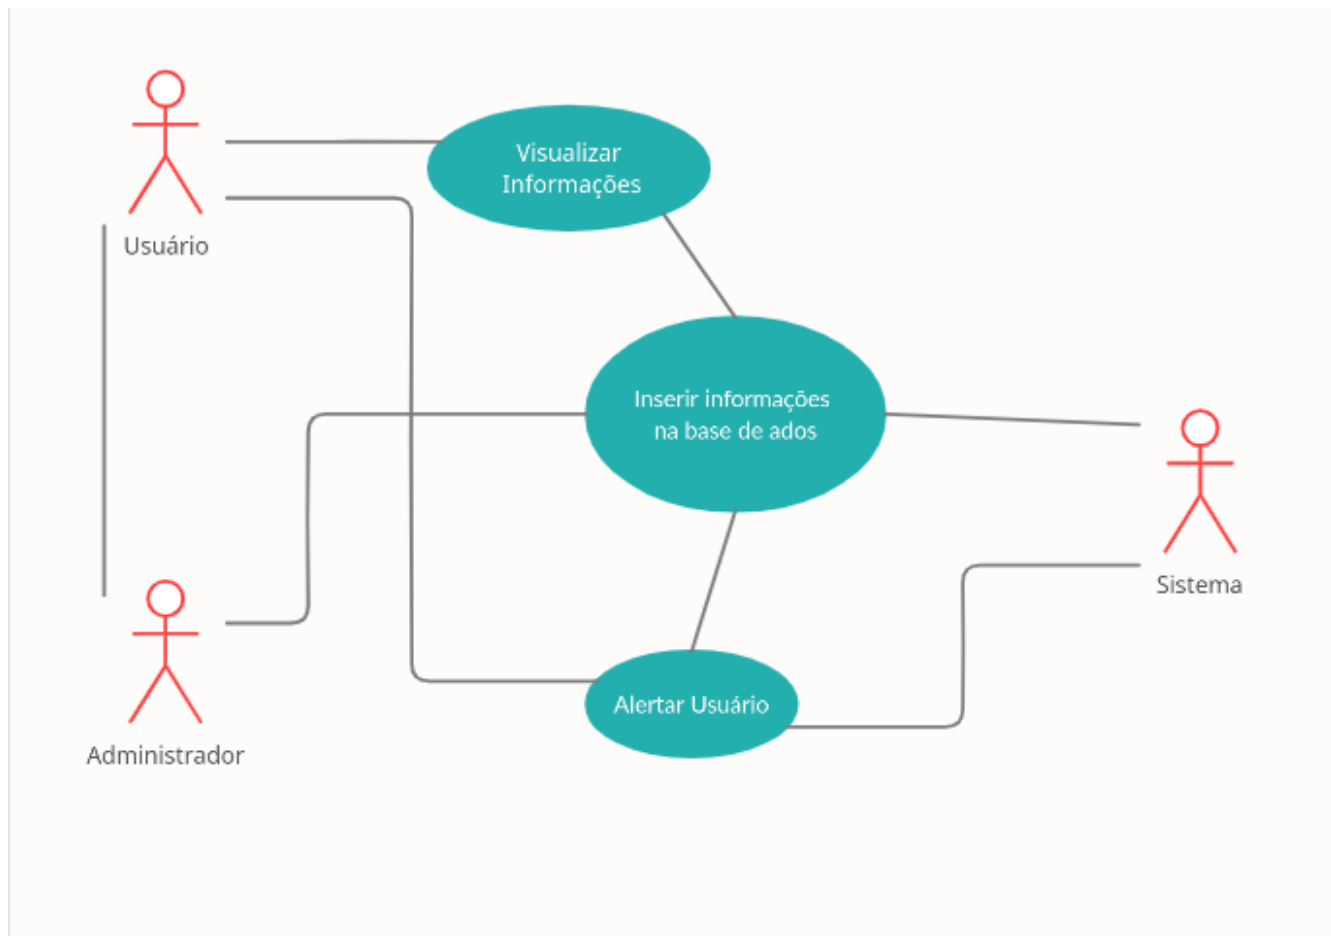 Visualizar
Informações
Usuário
Inserir informações
na base de ados
Sistema
Alertar Usuário
Administrador